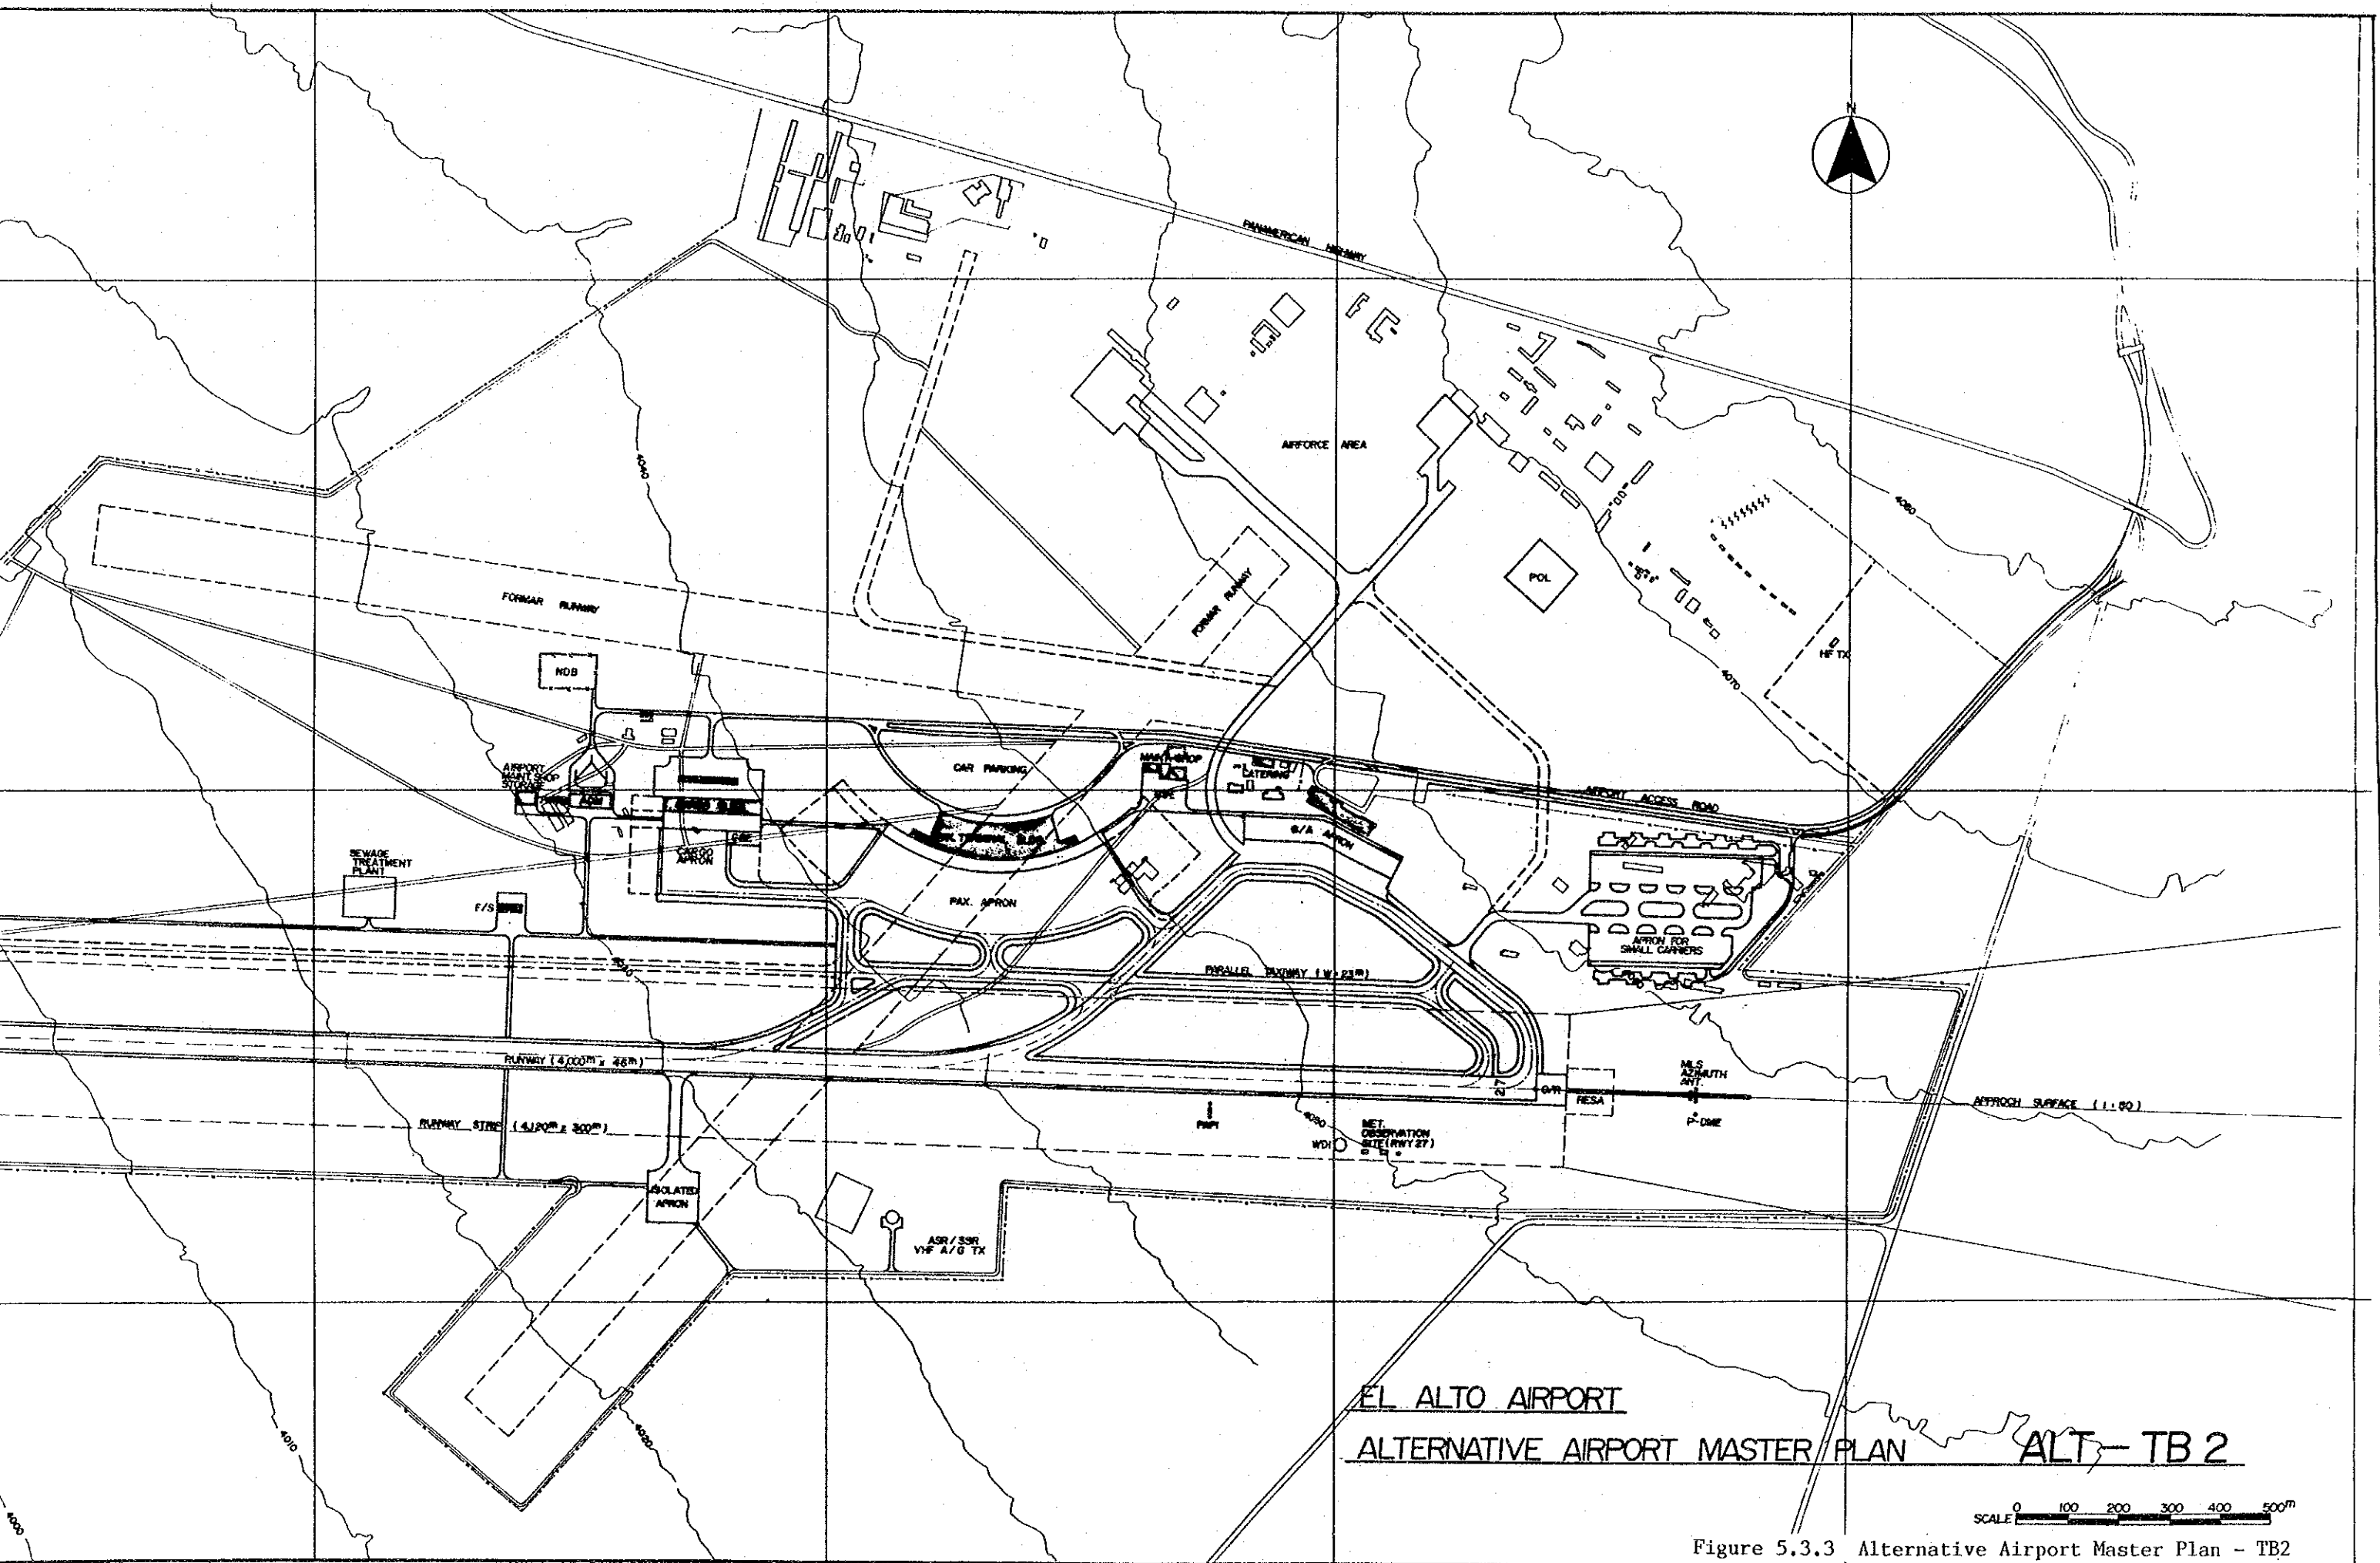 N
PANAMERICAN HIGHWAY
AIRFORCE AREA
4040
4080
POL
FORMAR RUNWAY
FORMAR RUNWAY
HF TX
4070
NDB
CAR PARKING
MAINT. SHOP
CATERING
AIRPORT
MAINT. SHOP
STORAGE
ADM
AIRPORT ACCESS ROAD
G/A APRON
CARGO
APRON
GSE
SEWAGE
TREATMENT
PLANT
F/S
PAX. APRON
APRON FOR
SMALL CARRIERS
PARALLEL TAXIWAY (W=23m)
RUNWAY (4,000m x 46m)
27
RESA
MLS
AZIMUTH
ANT.
P-DME
APPROCH SURFACE (1:50)
RUNWAY STRIP (4,120m x 300m)
PAPI
WDI
MET.
OBSERVATION
SITE (RWY 27)
ISOLATED
APRON
ASR/SSR
VHF A/G TX
4010
4020
4000
EL ALTO AIRPORT
ALTERNATIVE AIRPORT MASTER PLAN ALT-TB 2
SCALE 0 100 200 300 400 500m
Figure 5.3.3 Alternative Airport Master Plan - TB2